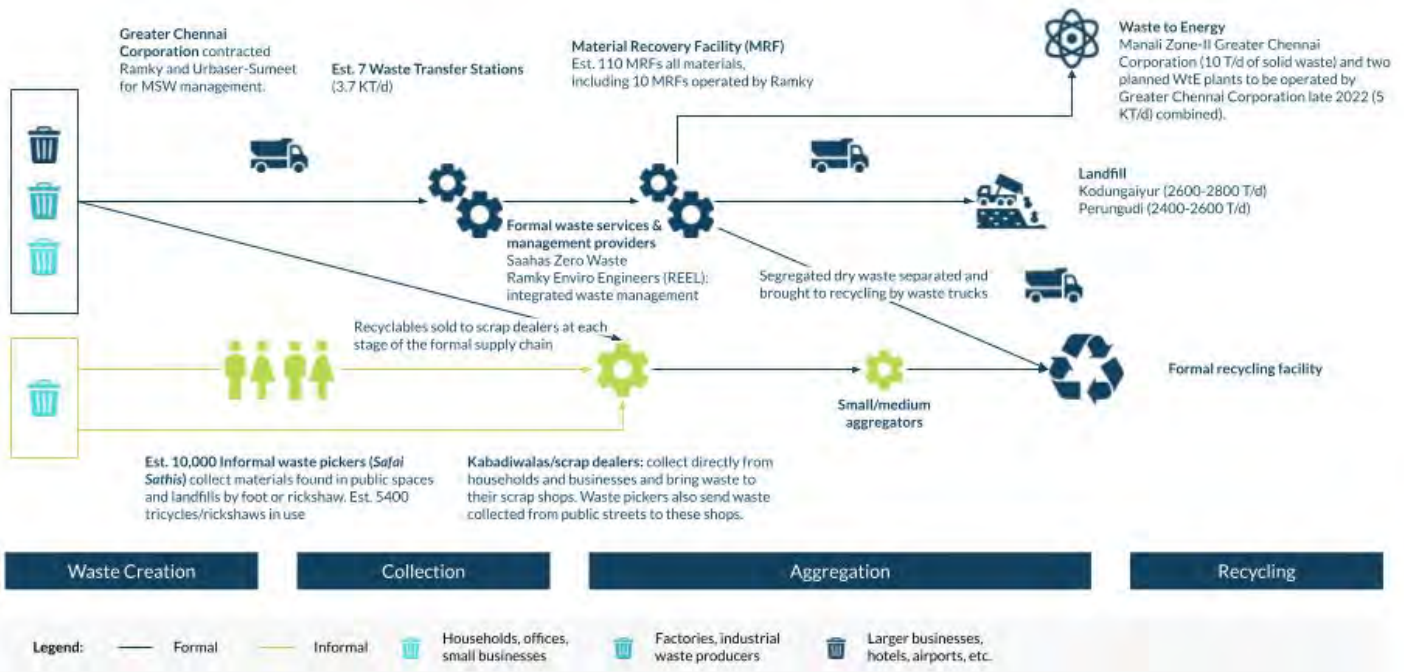 Greater Chennai
Corporation contracted
Ramky and Urbaser-Sumeet
for MSW management.
Est. 7 Waste Transfer Stations
(3.7 KT/d)
Material Recovery Facility (MRF)
Est. 110 MRFs all materials,
including 10 MRFs operated by Ramky
Waste to Energy
Manali Zone-II Greater Chennai
Corporation (10 T/d of solid waste) and two
planned WtE plants to be operated by
Greater Chennai Corporation late 2022 (5
KT/d) combined).
Landfill
Kodungaiyur (2600-2800 T/d)
Perungudi (2400-2600 T/d)
Formal waste services &
management providers
Saahas Zero Waste
Ramky Enviro Engineers (REEL):
integrated waste management
Segregated dry waste separated and
brought to recycling by waste trucks
Recyclables sold to scrap dealers at each
stage of the formal supply chain
Formal recycling facility
Small/medium
aggregators
Est. 10,000 Informal waste pickers (Safai
Sathis) collect materials found in public spaces
and landfills by foot or rickshaw. Est. 5400
tricycles/rickshaws in use
Kabadiwalas/scrap dealers: collect directly from
households and businesses and bring waste to
their scrap shops. Waste pickers also send waste
collected from public streets to these shops.
Waste Creation
Collection
Aggregation
Recycling
Legend:
Formal
Informal
Households, offices,
small businesses
Factories, industrial
waste producers
Larger businesses,
hotels, airports, etc.